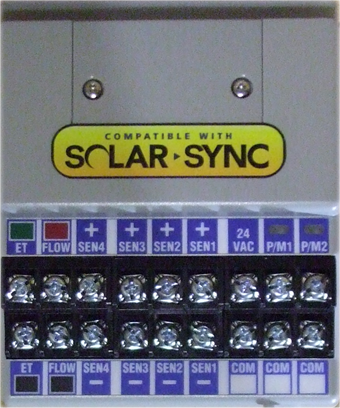 COMPATIBLE WITH
SOLAR SYNC
+ + + + 24
ET FLOW SEN4 SEN3 SEN2 SEN1 VAC P/M1 P/M2
ET FLOW SEN4 SEN3 SEN2 SEN1 COM COM COM
- - - -